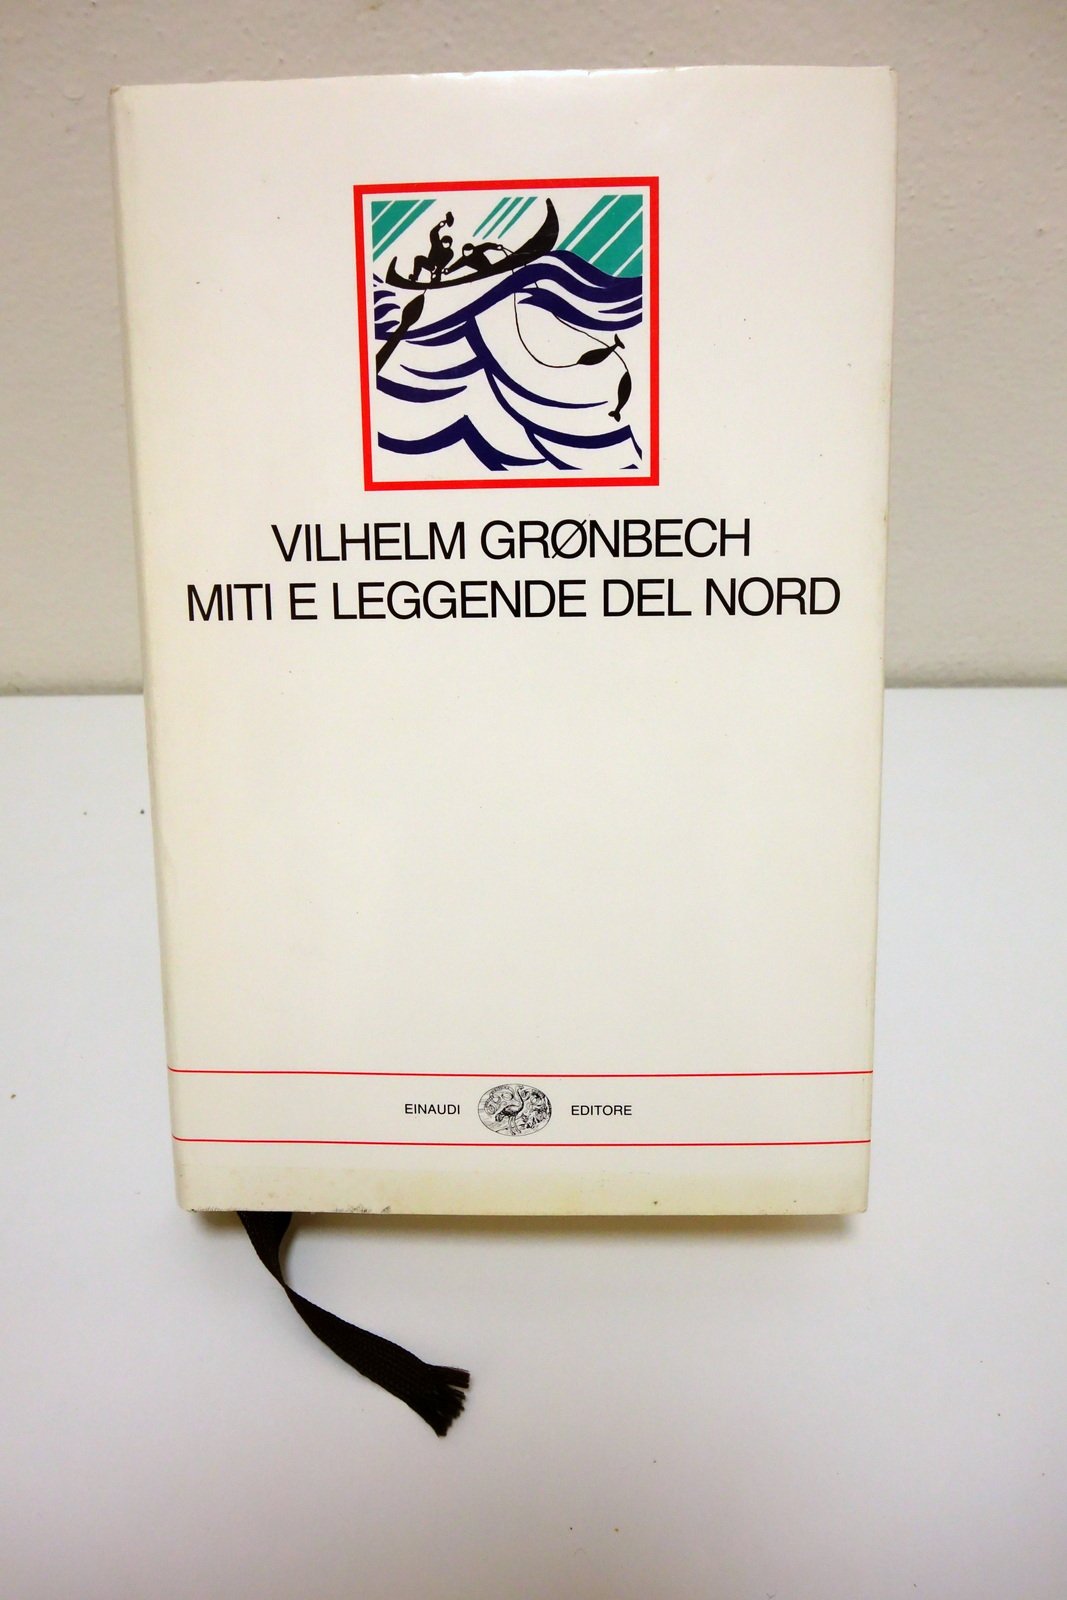 VILHELM GRØNBECH
MITI E LEGGENDE DEL NORD
EINAUDI EDITORE